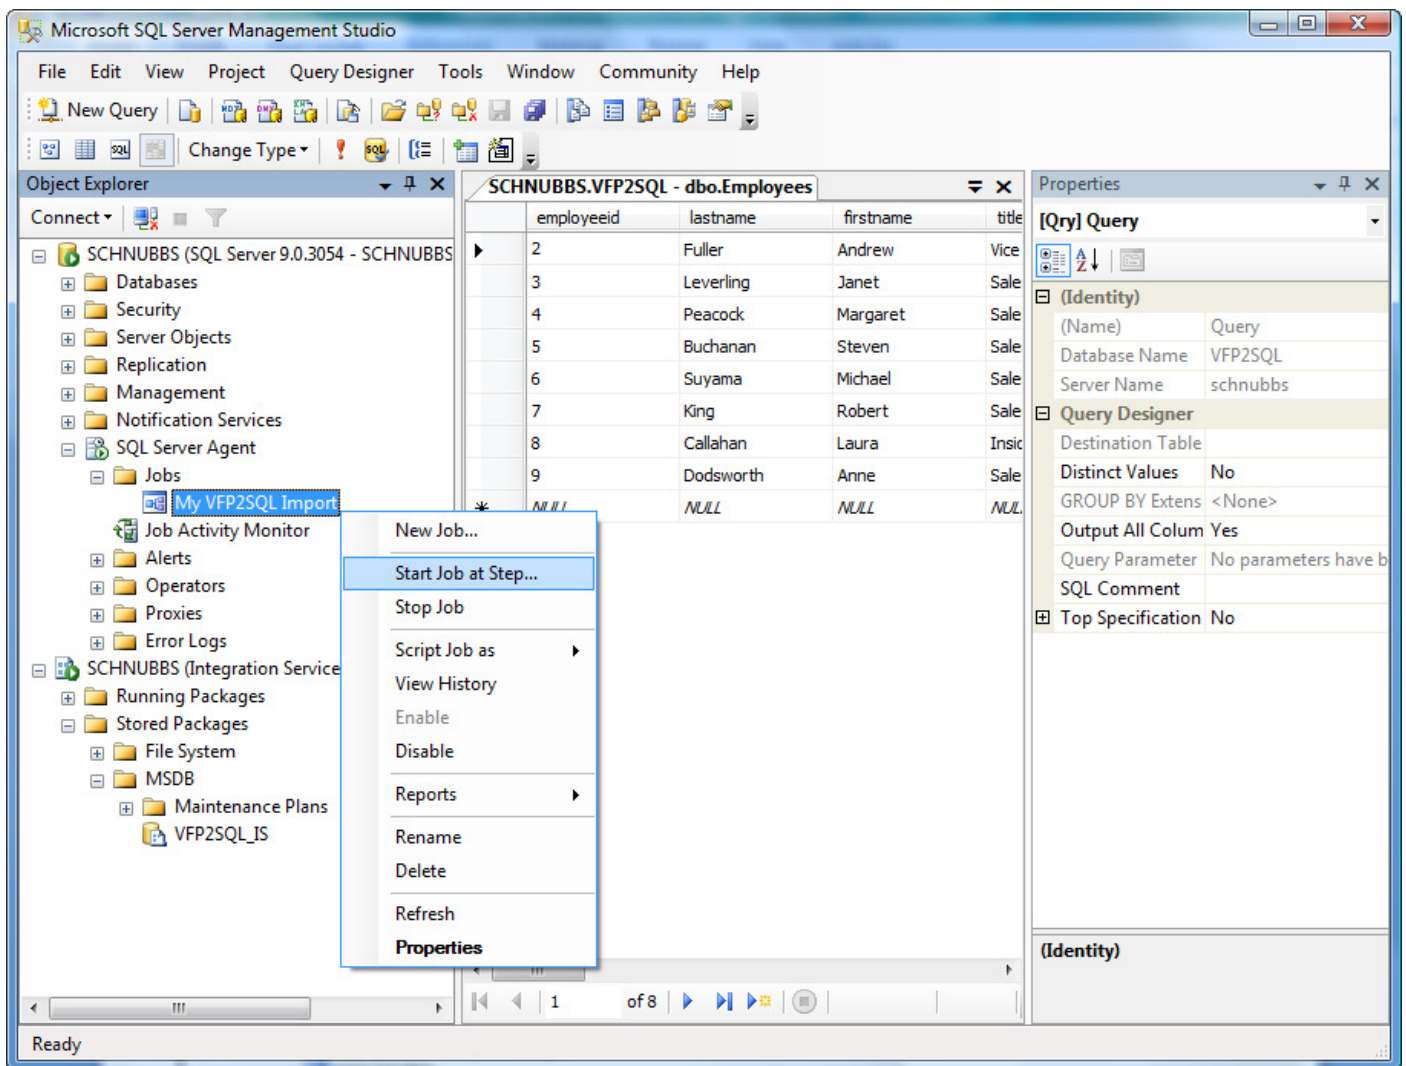 Microsoft SQL Server Management Studio
File Edit View Project Query Designer Tools Window Community Help
New Query
Change Type
Object Explorer
Connect
SCHNUBBS (SQL Server 9.0.3054 - SCHNUBBS
Databases
Security
Server Objects
Replication
Management
Notification Services
SQL Server Agent
Jobs
My VFP2SQL Import
Job Activity Monitor
Alerts
Operators
Proxies
Error Logs
SCHNUBBS (Integration Service
Running Packages
Stored Packages
File System
MSDB
Maintenance Plans
VFP2SQL_IS
New Job...
Start Job at Step...
Stop Job
Script Job as
View History
Enable
Disable
Reports
Rename
Delete
Refresh
Properties
SCHNUBBS.VFP2SQL - dbo.Employees
employeeid lastname firstname title
2 Fuller Andrew Vice
3 Leverling Janet Sale
4 Peacock Margaret Sale
5 Buchanan Steven Sale
6 Suyama Michael Sale
7 King Robert Sale
8 Callahan Laura Insid
9 Dodsworth Anne Sale
NULL NULL NULL NUL
1 of 8
Properties
[Qry] Query
(Identity)
(Name) Query
Database Name VFP2SQL
Server Name schnubbs
Query Designer
Destination Table
Distinct Values No
GROUP BY Extens <None>
Output All Colum Yes
Query Parameter No parameters have b
SQL Comment
Top Specification No
(Identity)
Ready